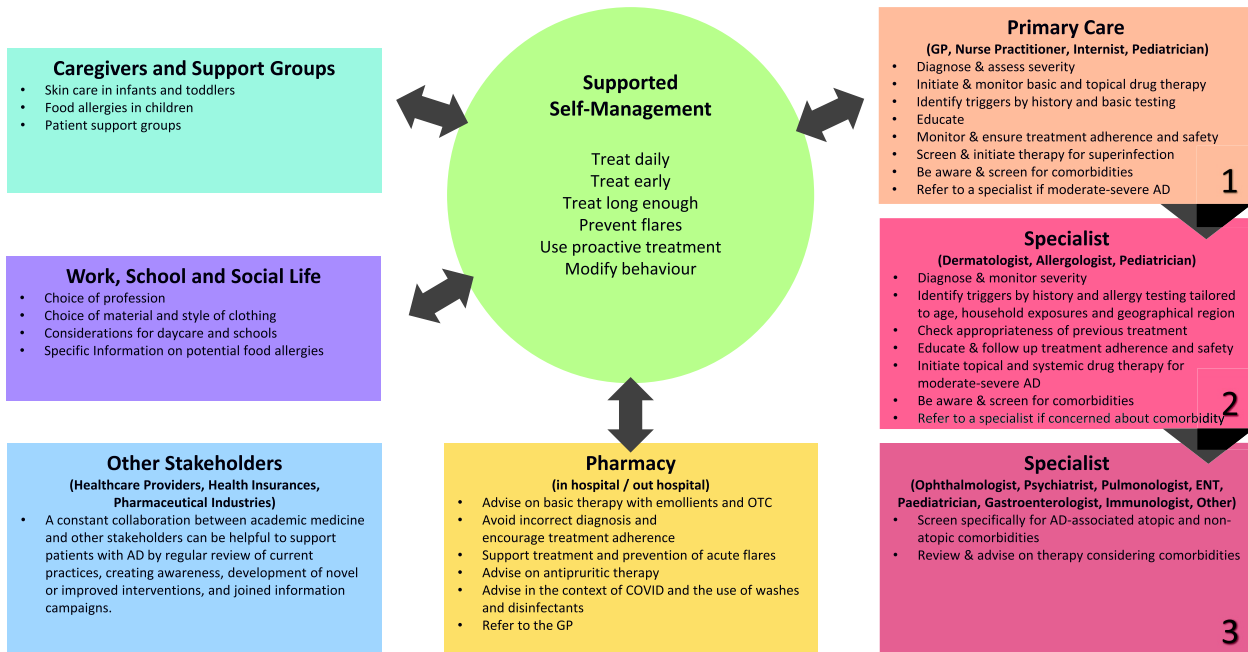 Caregivers and Support Groups
• Skin care in infants and toddlers
• Food allergies in children
• Patient support groups
Work, School and Social Life
• Choice of profession
• Choice of material and style of clothing
• Considerations for daycare and schools
• Specific Information on potential food allergies
Other Stakeholders
(Healthcare Providers, Health Insurances,
Pharmaceutical Industries)
• A constant collaboration between academic medicine
and other stakeholders can be helpful to support
patients with AD by regular review of current
practices, creating awareness, development of novel
or improved interventions, and joined information
campaigns.
Supported
Self-Management
Treat daily
Treat early
Treat long enough
Prevent flares
Use proactive treatment
Modify behaviour
Pharmacy
(in hospital / out hospital)
• Advise on basic therapy with emollients and OTC
• Avoid incorrect diagnosis and
encourage treatment adherence
• Support treatment and prevention of acute flares
• Advise on antipruritic therapy
• Advise in the context of COVID and the use of washes
and disinfectants
• Refer to the GP
Primary Care
(GP, Nurse Practitioner, Internist, Pediatrician)
• Diagnose & assess severity
• Initiate & monitor basic and topical drug therapy
• Identify triggers by history and basic testing
• Educate
• Monitor & ensure treatment adherence and safety
• Screen & initiate therapy for superinfection
• Be aware & screen for comorbidities
• Refer to a specialist if moderate-severe AD
1
Specialist
(Dermatologist, Allergologist, Pediatrician)
• Diagnose & monitor severity
• Identify triggers by history and allergy testing tailored
to age, household exposures and geographical region
• Check appropriateness of previous treatment
• Educate & follow up treatment adherence and safety
• Initiate topical and systemic drug therapy for
moderate-severe AD
• Be aware & screen for comorbidities
• Refer to a specialist if concerned about comorbidity
2
Specialist
(Ophthalmologist, Psychiatrist, Pulmonologist, ENT,
Paediatrician, Gastroenterologist, Immunologist, Other)
• Screen specifically for AD-associated atopic and non-
atopic comorbidities
• Review & advise on therapy considering comorbidities
3